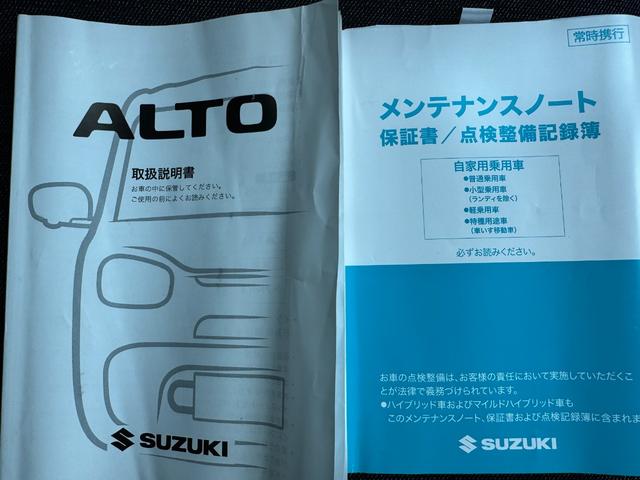 ALTO
取扱説明書
お車の中に保管してください。
ご使用の前によくお読みください。
SUZUKI
常時携行
メンテナンスノート
保証書/点検整備記録簿
自家用乗用車
●普通乗用車
●小型乗用車
(ランディを除く)
●軽乗用車
●特種用途車
(車いす移動車)
必ずお読みください。
お車の点検整備は、お客様の責任において実施していただくこ
とが法律で義務づけられています。
●ハイブリッド車およびマイルドハイブリッド車も
このメンテナンスノート、保証書および点検記録簿に含まれま
SUZUKI